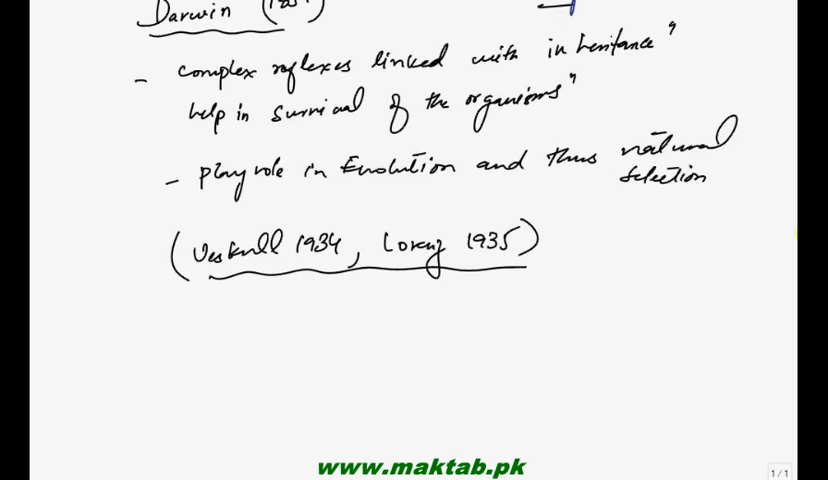 Darwin
- complex reflexes linked with inheritance"
help in survival of the organisms"
- play role in Evolution and thus natural
selection
(Uexkull 1934, Lorenz 1935)
www.maktab.pk
1/1